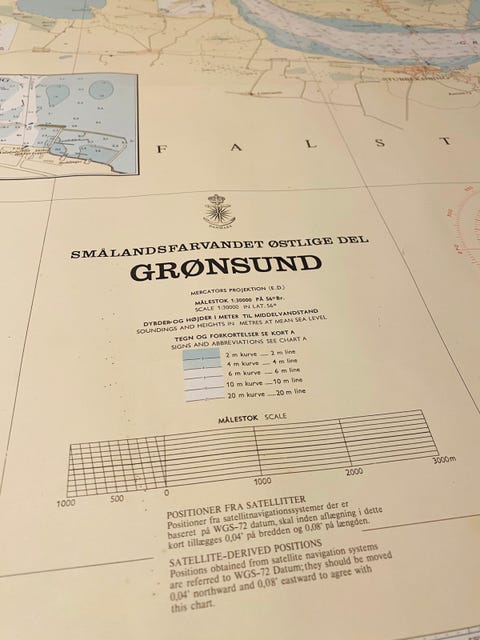 F A L S T
DANMARK
SMÅLANDSFARVANDET ØSTLIGE DEL
GRØNSUND
MERCATORS PROJEKTION (E.D.)
MÅLESTOK 1:30000 PÅ 56° Br.
SCALE 1:30000 IN LAT. 56°
DYBDER-OG HØJDER I METER TIL MIDDELVANDSTAND
SOUNDINGS AND HEIGHTS IN METRES AT MEAN SEA LEVEL
TEGN OG FORKORTELSER SE KORT A
SIGNS AND ABBREVIATIONS SEE CHART A
2 m kurve 2 m line
4 m kurve 4 m line
6 m kurve 6 m line
10 m kurve 10 m line
20 m kurve 20 m line
MÅLESTOK SCALE
1000 500 0 1000 2000 3000m
POSITIONER FRA SATELLITTER
Positioner fra satellitnavigationssystemer der er
baseret på WGS-72 datum, skal inden aflægning i dette
kort tillægges 0,04' på bredden og 0,08' på længden.
SATELLITE-DERIVED POSITIONS
Positions obtained from satellite navigation systems
are referred to WGS-72 Datum; they should be moved
0,04' northward and 0,08' eastward to agree with
this chart.